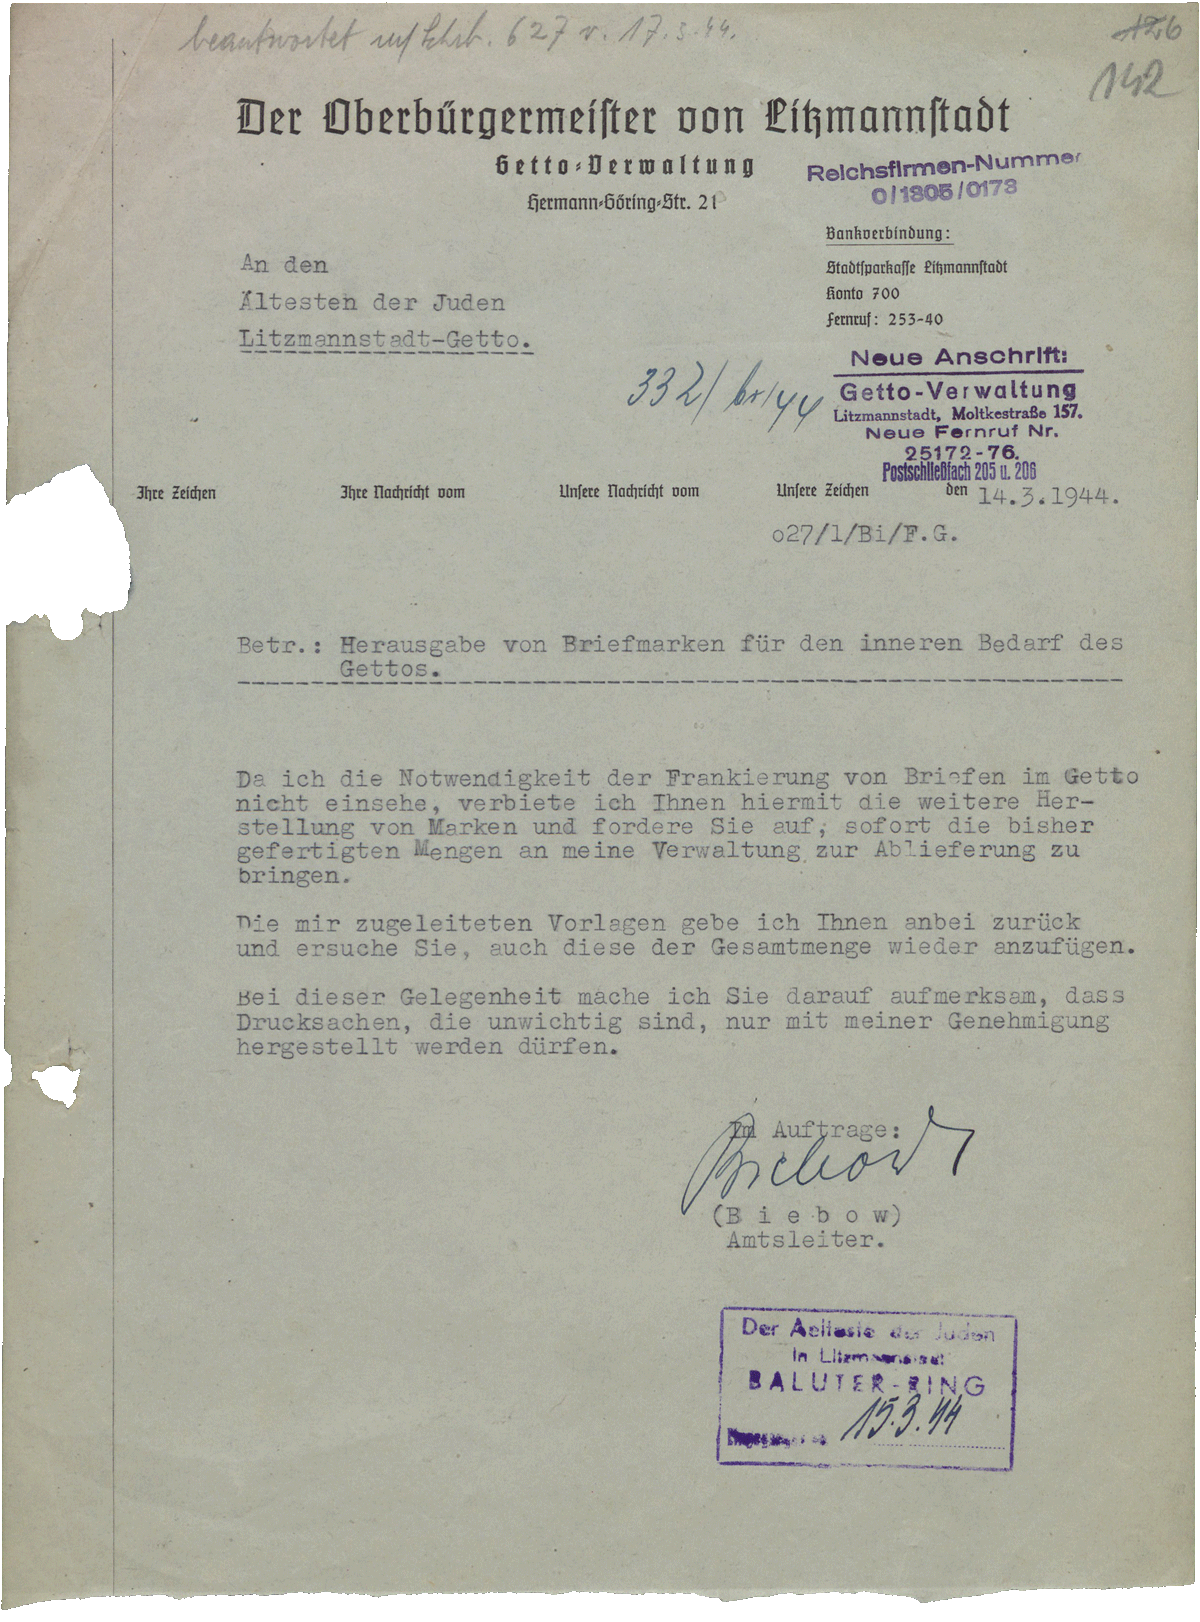 beantwortet m/Schrb. 627 v. 17.3.44.
126
142
Der Oberbürgermeister von Litzmannstadt
Getto-Verwaltung
Hermann-Göring-Str. 21
Reichsfirmen-Nummer
0/1305/0173
Bankverbindung:
Stadtsparkasse Litzmannstadt
Konto 700
Fernruf: 253-40
An den
Ältesten der Juden
Litzmannstadt-Getto.
332/br/44
Neue Anschrift:
Getto-Verwaltung
Litzmannstadt, Moltkestraße 157.
Neue Fernruf Nr.
25172-76.
Postschließfach 205 u. 206
Ihre Zeichen Ihre Nachricht vom Unsere Nachricht vom Unsere Zeichen den 14.3.1944.
o27/1/Bi/F.G.
Betr.: Herausgabe von Briefmarken für den inneren Bedarf des
Gettos.
Da ich die Notwendigkeit der Frankierung von Briefen im Getto
nicht einsehe, verbiete ich Ihnen hiermit die weitere Her-
stellung von Marken und fordere Sie auf, sofort die bisher
gefertigten Mengen an meine Verwaltung zur Ablieferung zu
bringen.
Die mir zugeleiteten Vorlagen gebe ich Ihnen anbei zurück
und ersuche Sie, auch diese der Gesamtmenge wieder anzufügen.
Bei dieser Gelegenheit mache ich Sie darauf aufmerksam, dass
Drucksachen, die unwichtig sind, nur mit meiner Genehmigung
hergestellt werden dürfen.
Im Auftrage:
Biebow
(B i e b o w)
Amtsleiter.
Der Aelteste der Juden
in Litzmannstadt
BALUTER-RING
15.3.44